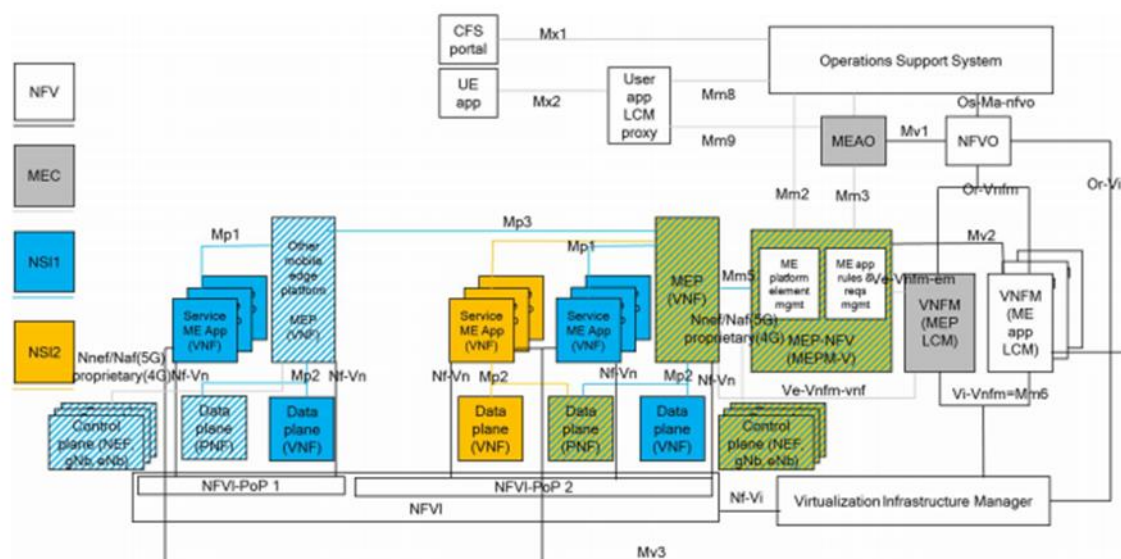 CFS
portal
Mx1
Operations Support System
NFV
UE
app
Mx2
User
app
LCM
proxy
Mm8
Mm9
Os-Ma-nfvo
MEAO
Mv1
NFVO
MEC
Mm2
Mm3
Or-Vnfm
Or-Vi
NSI1
Mp1
Other
mobile
edge
platform
MEP
(VNF)
Mp3
Mp1
MEP
(VNF)
Mm5
ME
platform
element
mgmt
ME app
rules &
reqs
mgmt
MEP-NFV
(MEPM-V)
Mv2
Ve-Vnfm-em
VNFM
(MEP
LCM)
VNFM
(ME
app
LCM)
Service
ME App
(VNF)
Service
ME App
(VNF)
Service
ME App
(VNF)
NSI2
Nnef/Naf(5G)
proprietary(4G)
Nf-Vn
Mp2
Nf-Vn
Nf-Vn
Mp2
Nf-Vn
Mp2
Nf-Vn
Nnef/Naf(5G)
proprietary(4G)
Ve-Vnfm-vnf
Vi-Vnfm=Mm6
Control
plane (NEF,
gNb, eNb)
Data
plane
(PNF)
Data
plane
(VNF)
Data
plane
(VNF)
Data
plane
(PNF)
Data
plane
(VNF)
Control
plane (NEF,
gNb, eNb)
NFVI-PoP 1
NFVI-PoP 2
NFVI
Nf-Vi
Virtualization Infrastructure Manager
Mv3